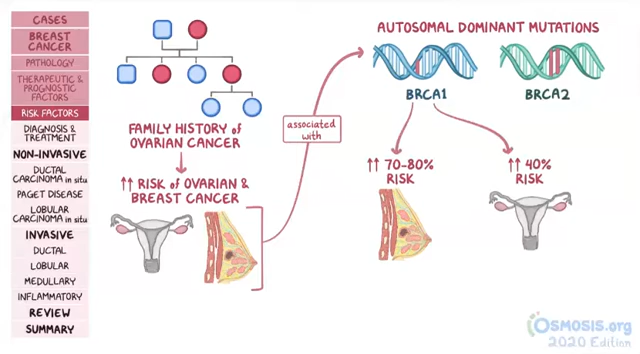 CASES
BREAST
CANCER
PATHOLOGY
THERAPEUTIC &
PROGNOSTIC
FACTORS
RISK FACTORS
DIAGNOSIS &
TREATMENT
NON-INVASIVE
DUCTAL
CARCINOMA in situ
PAGET DISEASE
LOBULAR
CARCINOMA in situ
INVASIVE
DUCTAL
LOBULAR
MEDULLARY
INFLAMMATORY
REVIEW
SUMMARY
FAMILY HISTORY of
OVARIAN CANCER
↑↑ RISK of OVARIAN &
BREAST CANCER
associated
with
AUTOSOMAL DOMINANT MUTATIONS
BRCA1
BRCA2
↑↑ 70-80%
RISK
↑↑ 40%
RISK
OSMOSIS.org
2020 Edition